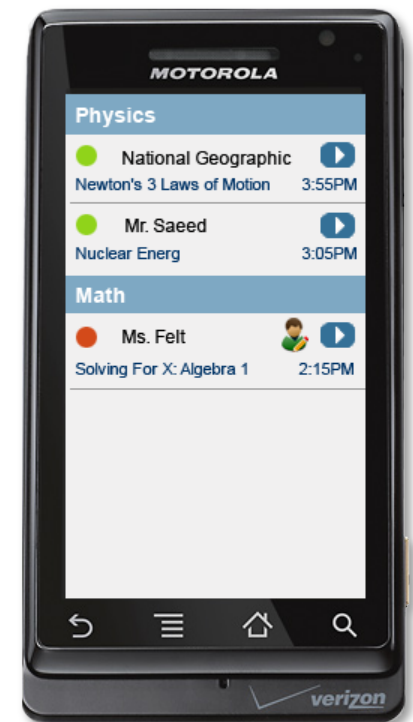 MOTOROLA
Physics
National Geographic
Newton's 3 Laws of Motion 3:55PM
Mr. Saeed
Nuclear Energ 3:05PM
Math
Ms. Felt
Solving For X: Algebra 1 2:15PM
verizon